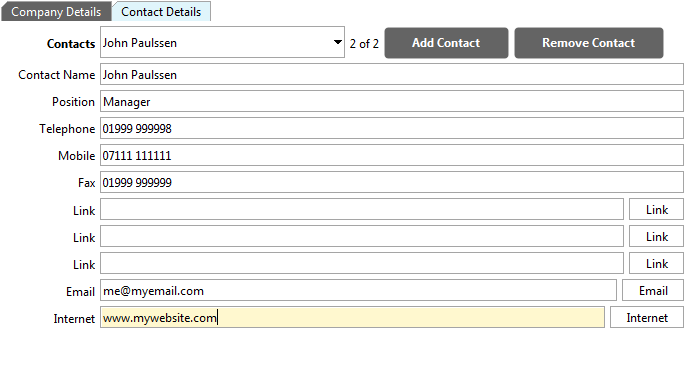 Company Details Contact Details
Contacts John Paulssen 2 of 2 Add Contact Remove Contact
Contact Name John Paulssen
Position Manager
Telephone 01999 999998
Mobile 07111 111111
Fax 01999 999999
Link Link
Link Link
Link Link
Email me@myemail.com Email
Internet www.mywebsite.com Internet